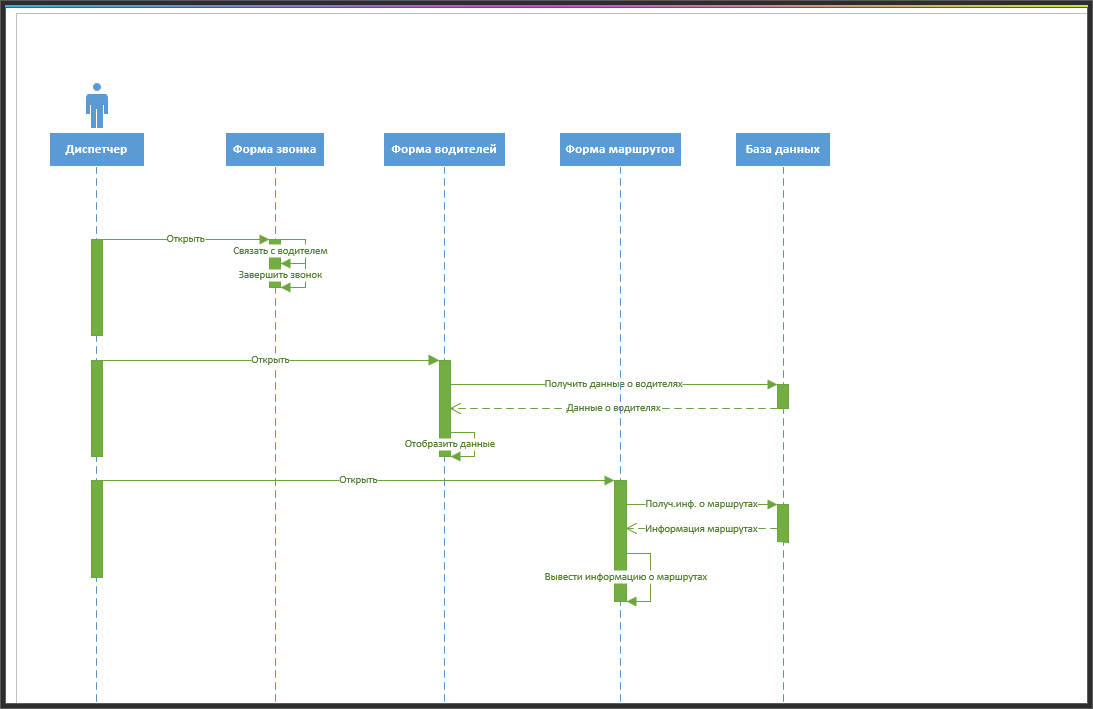 Диспетчер
Форма звонка
Форма водителей
Форма маршрутов
База данных
Открыть
Связать с водителем
Завершить звонок
Открыть
Получить данные о водителях
Данные о водителях
Отобразить данные
Открыть
Получ.инф. о маршрутах
Информация маршрутах
Вывести информацию о маршрутах